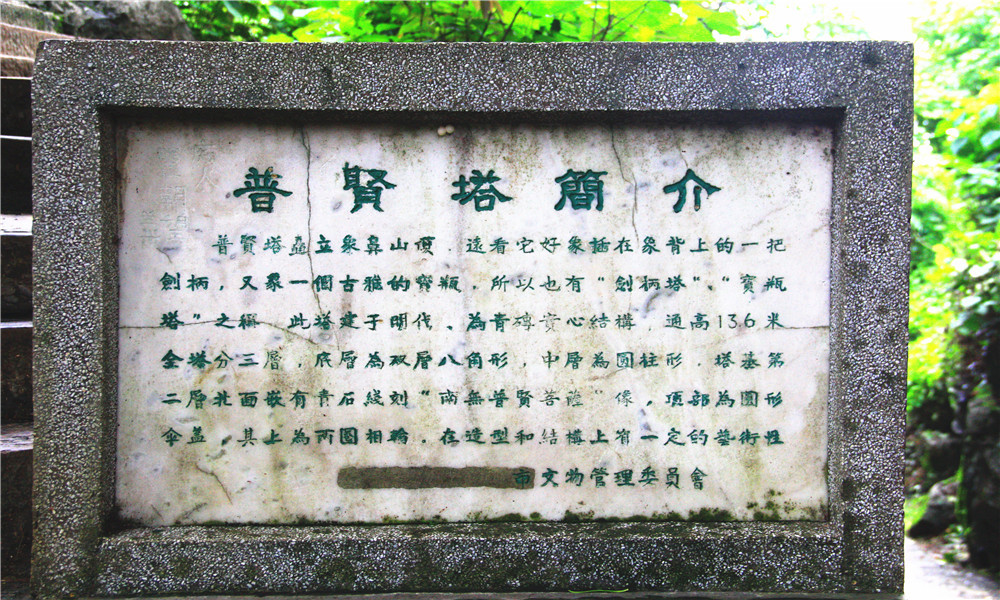 普賢塔簡介
普賢塔矗立象鼻山頂，遠看它好象插在象背上的一把
劍柄，又象一個古雅的寶瓶，所以也有“劍柄塔”、“寶瓶
塔”之稱 此塔建于明代、為青磚實心結構，通高13.6米
全塔分三層，底層為双層八角形，中層為圆柱形，塔基第
二層北面嵌有青石綫刻“南無普賢菩薩”像，頂部為圆形
伞盖，其上為两圆相輪，在造型和結構上有一定的藝術性
市文物管理委員會